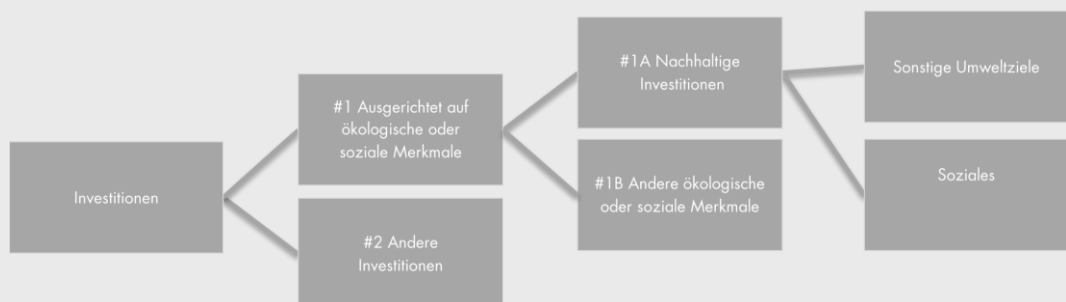 Investitionen
#1 Ausgerichtet auf
ökologische oder
soziale Merkmale
#2 Andere
Investitionen
#1A Nachhaltige
Investitionen
#1B Andere ökologische
oder soziale Merkmale
Sonstige Umweltziele
Soziales